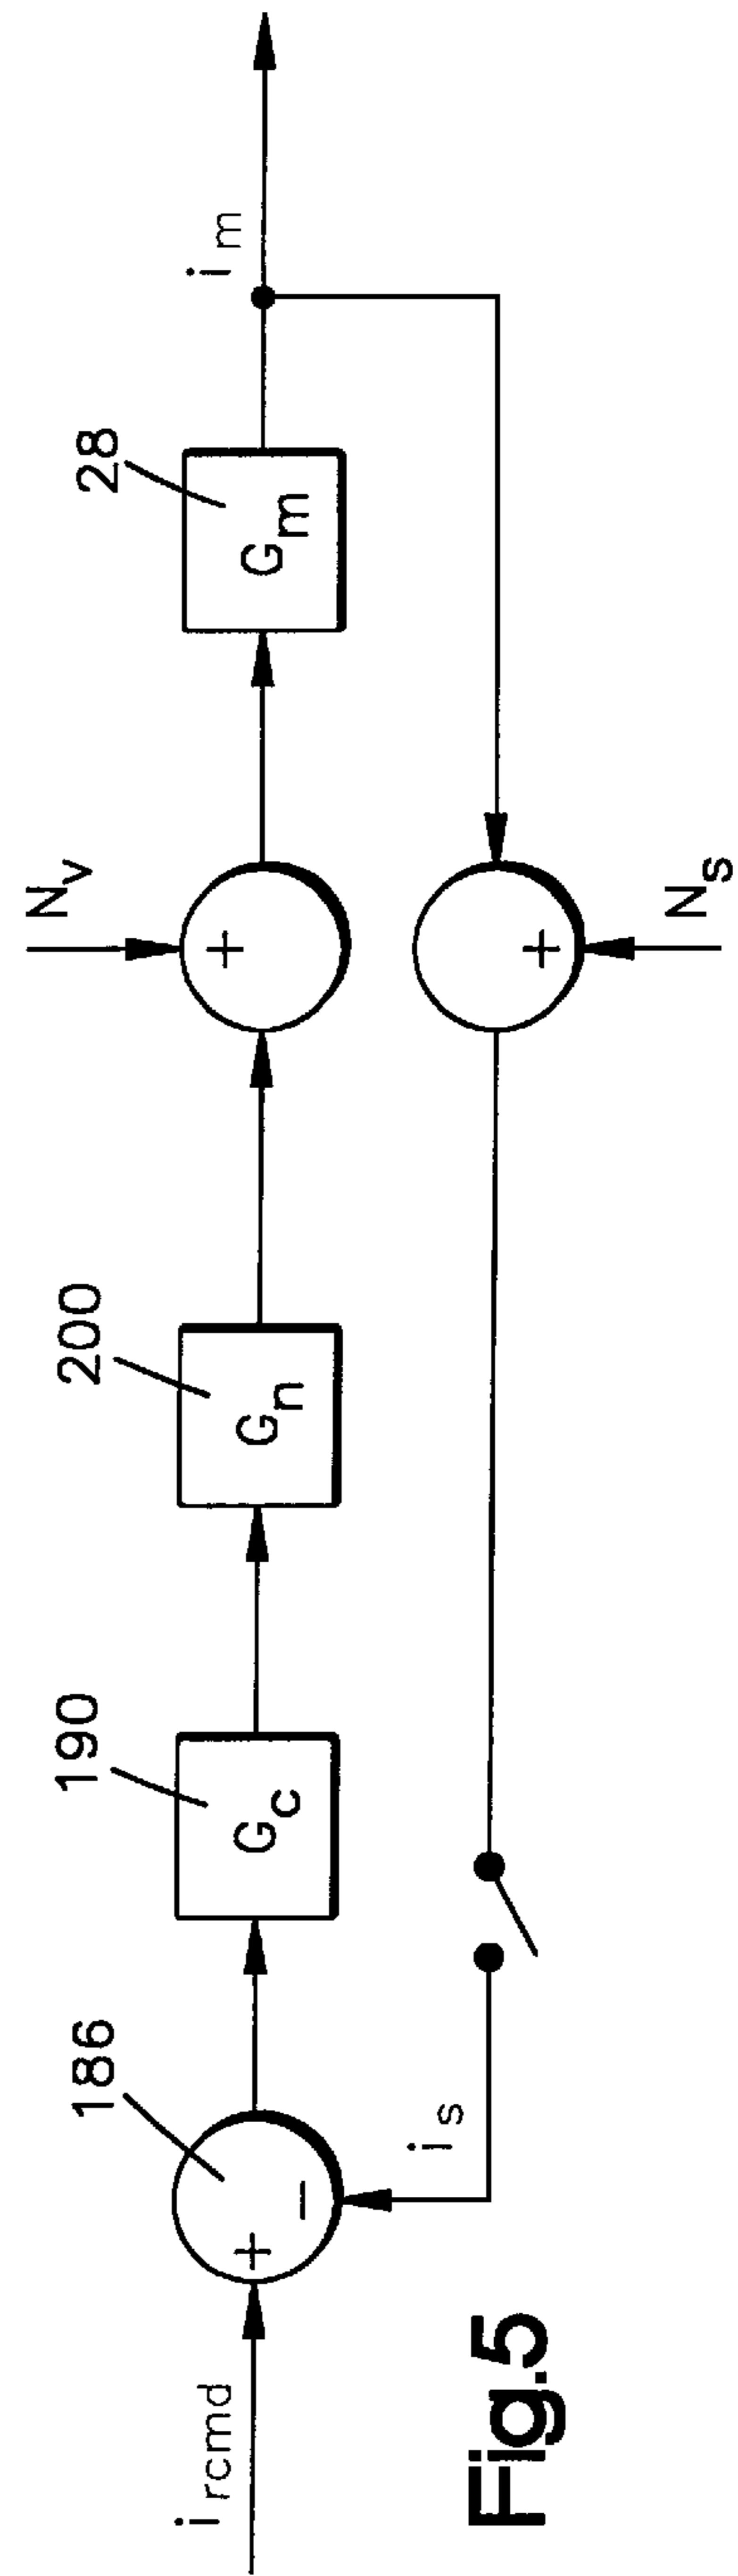 i_rcmd
+
−
186
i_s
G_c
190
G_n
200
N_v
+
+
N_s
G_m
28
i_m
Fig.5